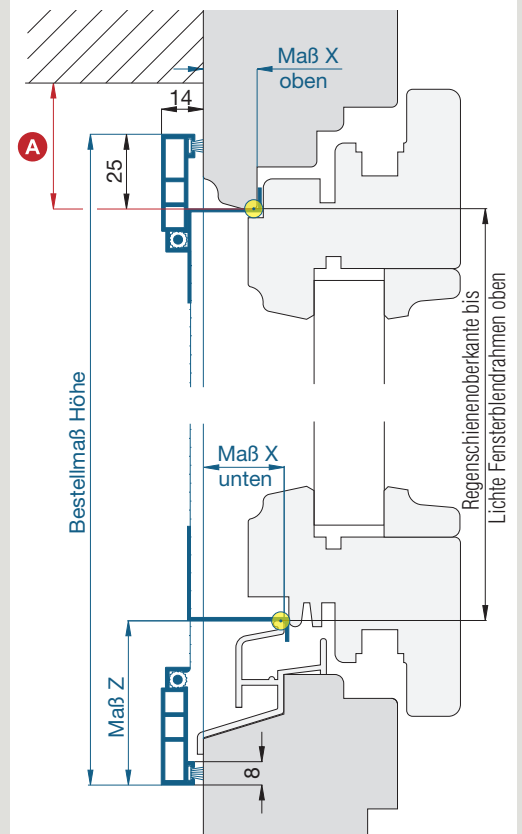 Maß X
oben
14
A
25
Bestellmaß Höhe
Regenschienenoberkante bis
Lichte Fensterblendrahmen oben
Maß X
unten
Maß Z
8